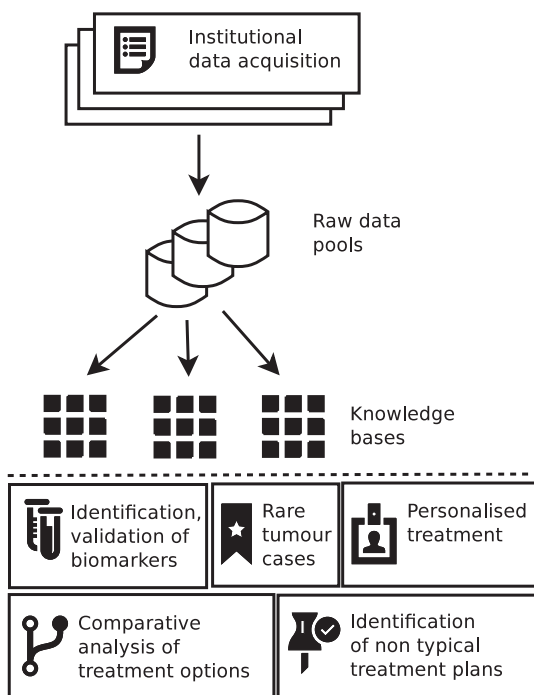 Institutional
data acquisition
Raw data
pools
Knowledge
bases
Identification,
validation of
biomarkers
Rare
tumour
cases
Personalised
treatment
Comparative
analysis of
treatment options
Identification
of non typical
treatment plans